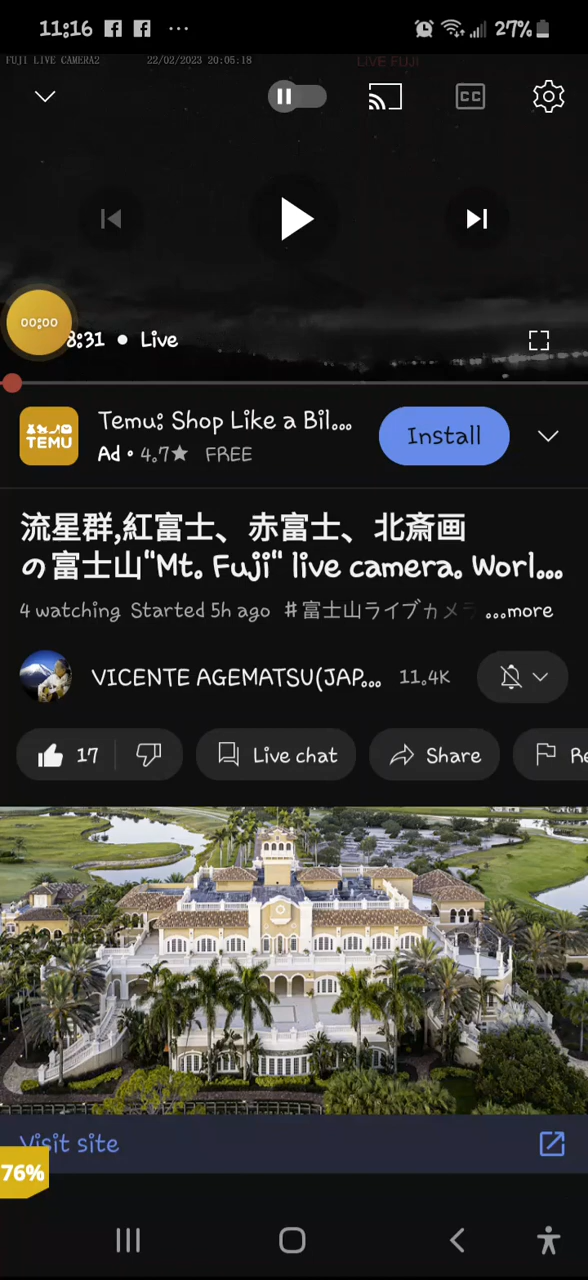 11:16
27%
FUJI LIVE CAMERA2 22/02/2023 20:05:18 LIVE FUJI
CC
00:00
8:31 • Live
TEMU
Temu: Shop Like a Bil...
Install
Ad • 4.7★ FREE
流星群,紅富士、赤富士、北斎画
の富士山"Mt. Fuji" live camera. Worl...
4 watching Started 5h ago #富士山ライブカメラ ...more
VICENTE AGEMATSU(JAP... 11.4K
17 Live chat Share Re
Visit site
76%